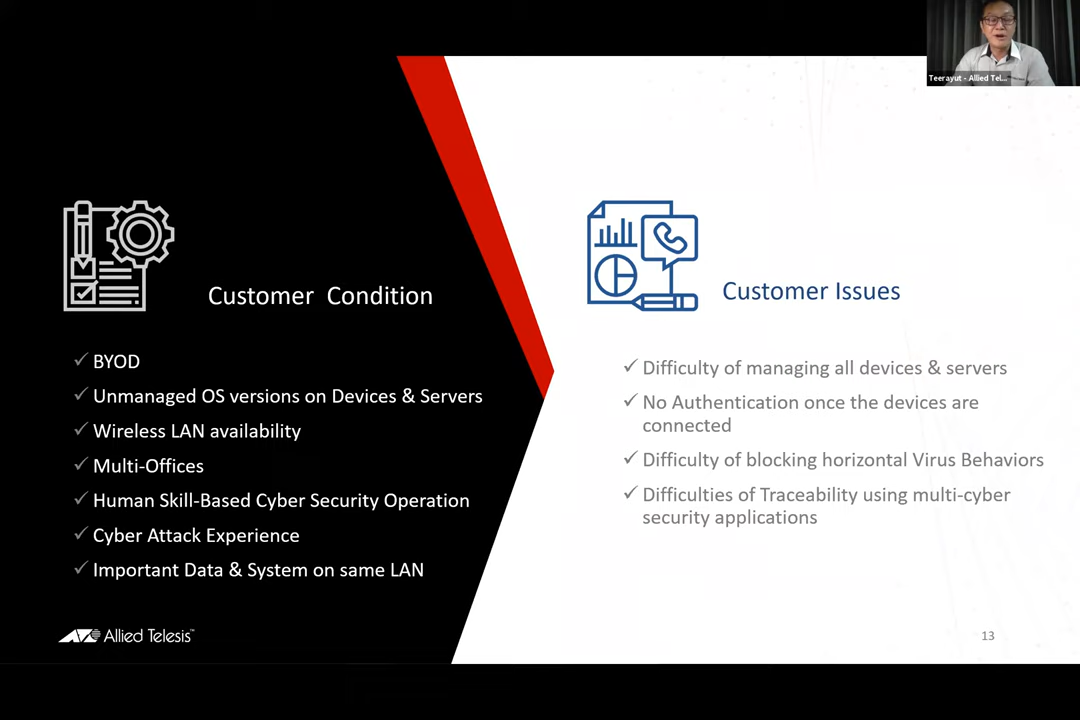 Teerayut - Allied Tel...
Customer Condition
BYOD
Unmanaged OS versions on Devices & Servers
Wireless LAN availability
Multi-Offices
Human Skill-Based Cyber Security Operation
Cyber Attack Experience
Important Data & System on same LAN
Allied Telesis™
Customer Issues
Difficulty of managing all devices & servers
No Authentication once the devices are
connected
Difficulty of blocking horizontal Virus Behaviors
Difficulties of Traceability using multi-cyber
security applications
13